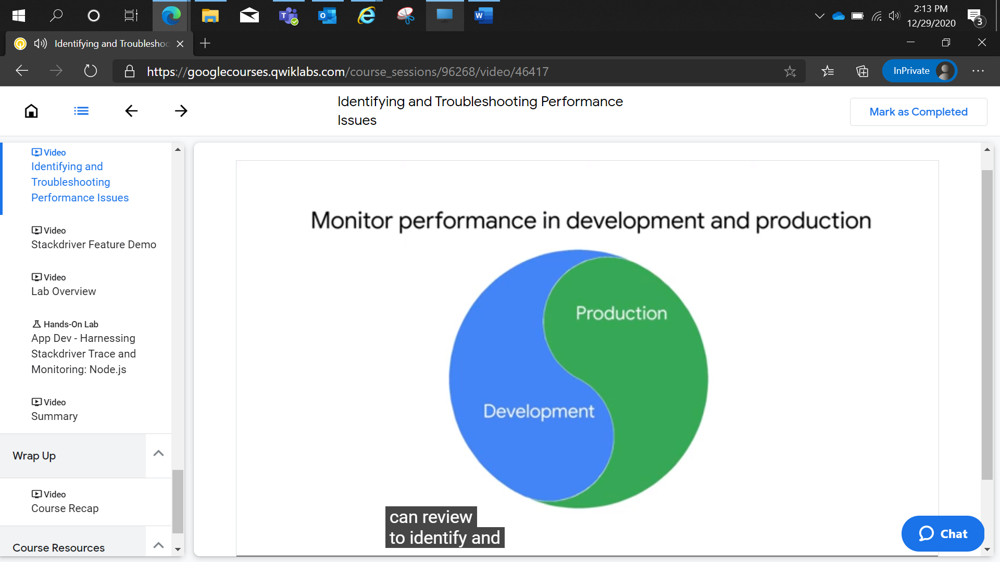 2:13 PM
12/29/2020
3
Identifying and Troubleshoo
https://googlecourses.qwiklabs.com/course_sessions/96268/video/46417
InPrivate
Identifying and Troubleshooting Performance
Issues
Mark as Completed
Video
Identifying and
Troubleshooting
Performance Issues
Video
Stackdriver Feature Demo
Video
Lab Overview
Hands-On Lab
App Dev - Harnessing
Stackdriver Trace and
Monitoring: Node.js
Video
Summary
Wrap Up
Video
Course Recap
Course Resources
Monitor performance in development and production
Production
Development
can review
to identify and
Chat